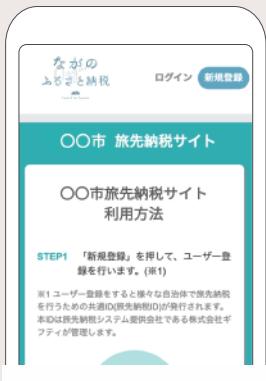 ながの
ふるさと納税
ログイン
新規登録
〇〇市 旅先納税サイト
〇〇市旅先納税サイト
利用方法
STEP1 「新規登録」を押して、ユーザー登
録を行います。(※1)
※1 ユーザー登録をすると様々な自治体で旅先納税
を行うための共通ID(旅先納税ID)が発行されます。
本IDは旅先納税システム提供会社である株式会社ギ
フティが管理します。